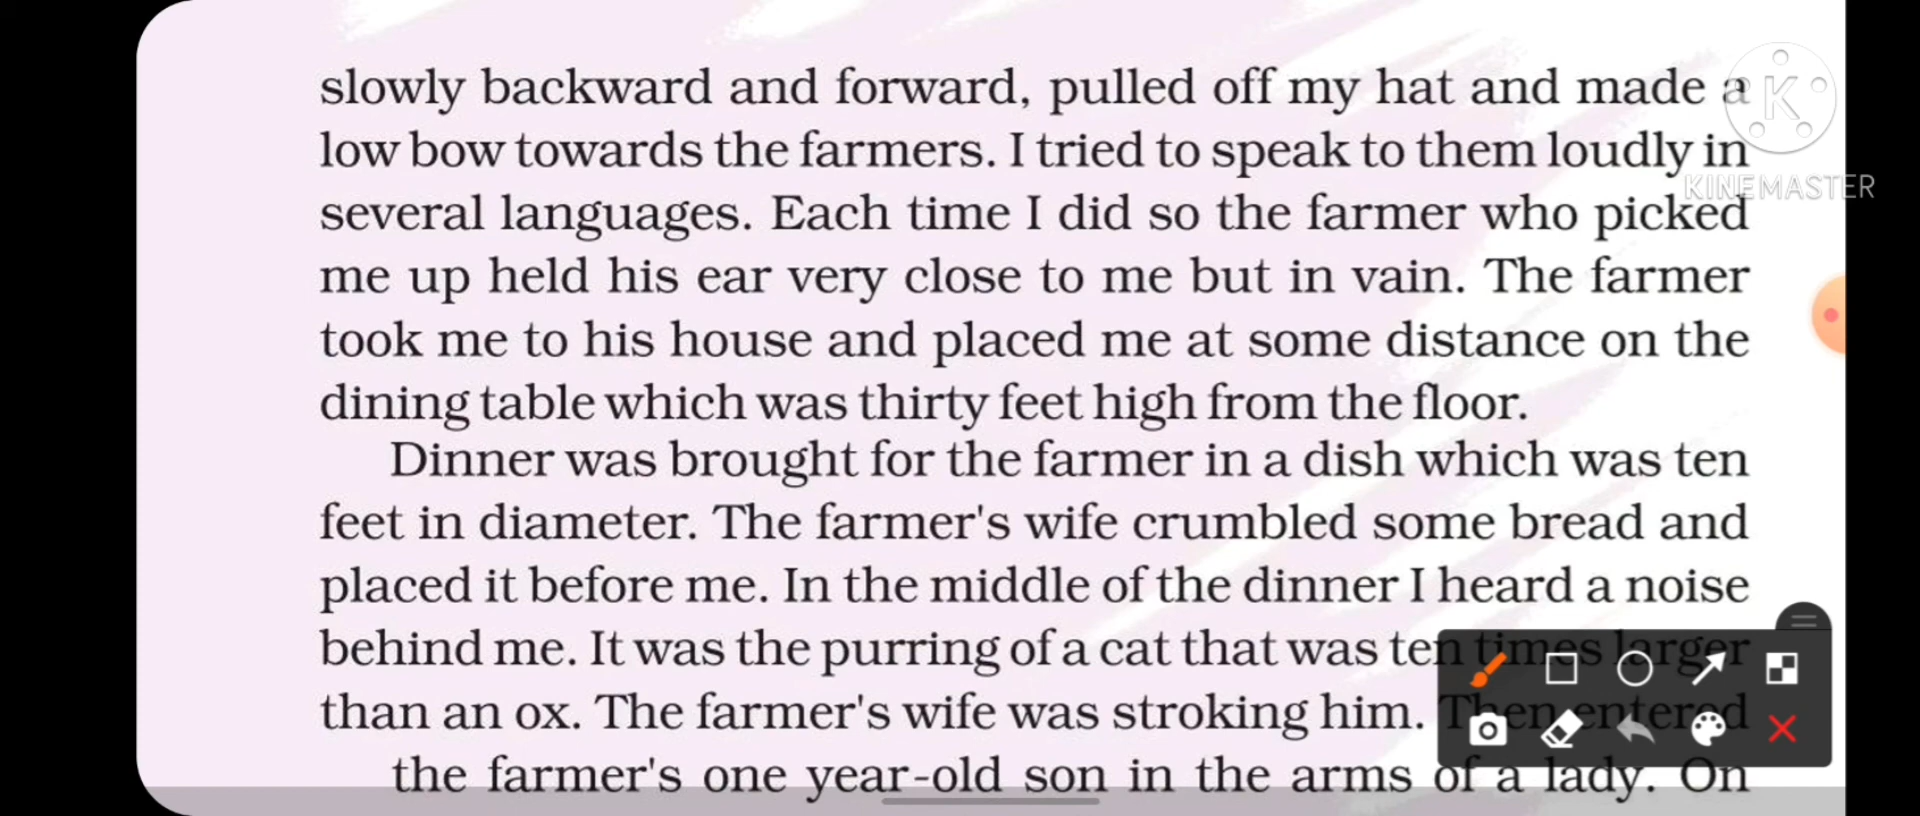 slowly backward and forward, pulled off my hat and made a
low bow towards the farmers. I tried to speak to them loudly in
several languages. Each time I did so the farmer who picked
me up held his ear very close to me but in vain. The farmer
took me to his house and placed me at some distance on the
dining table which was thirty feet high from the floor.
Dinner was brought for the farmer in a dish which was ten
feet in diameter. The farmer's wife crumbled some bread and
placed it before me. In the middle of the dinner I heard a noise
behind me. It was the purring of a cat that was ten times larger
than an ox. The farmer's wife was stroking him. Then entered
the farmer's one year-old son in the arms of a lady. On
K
KINEMASTER